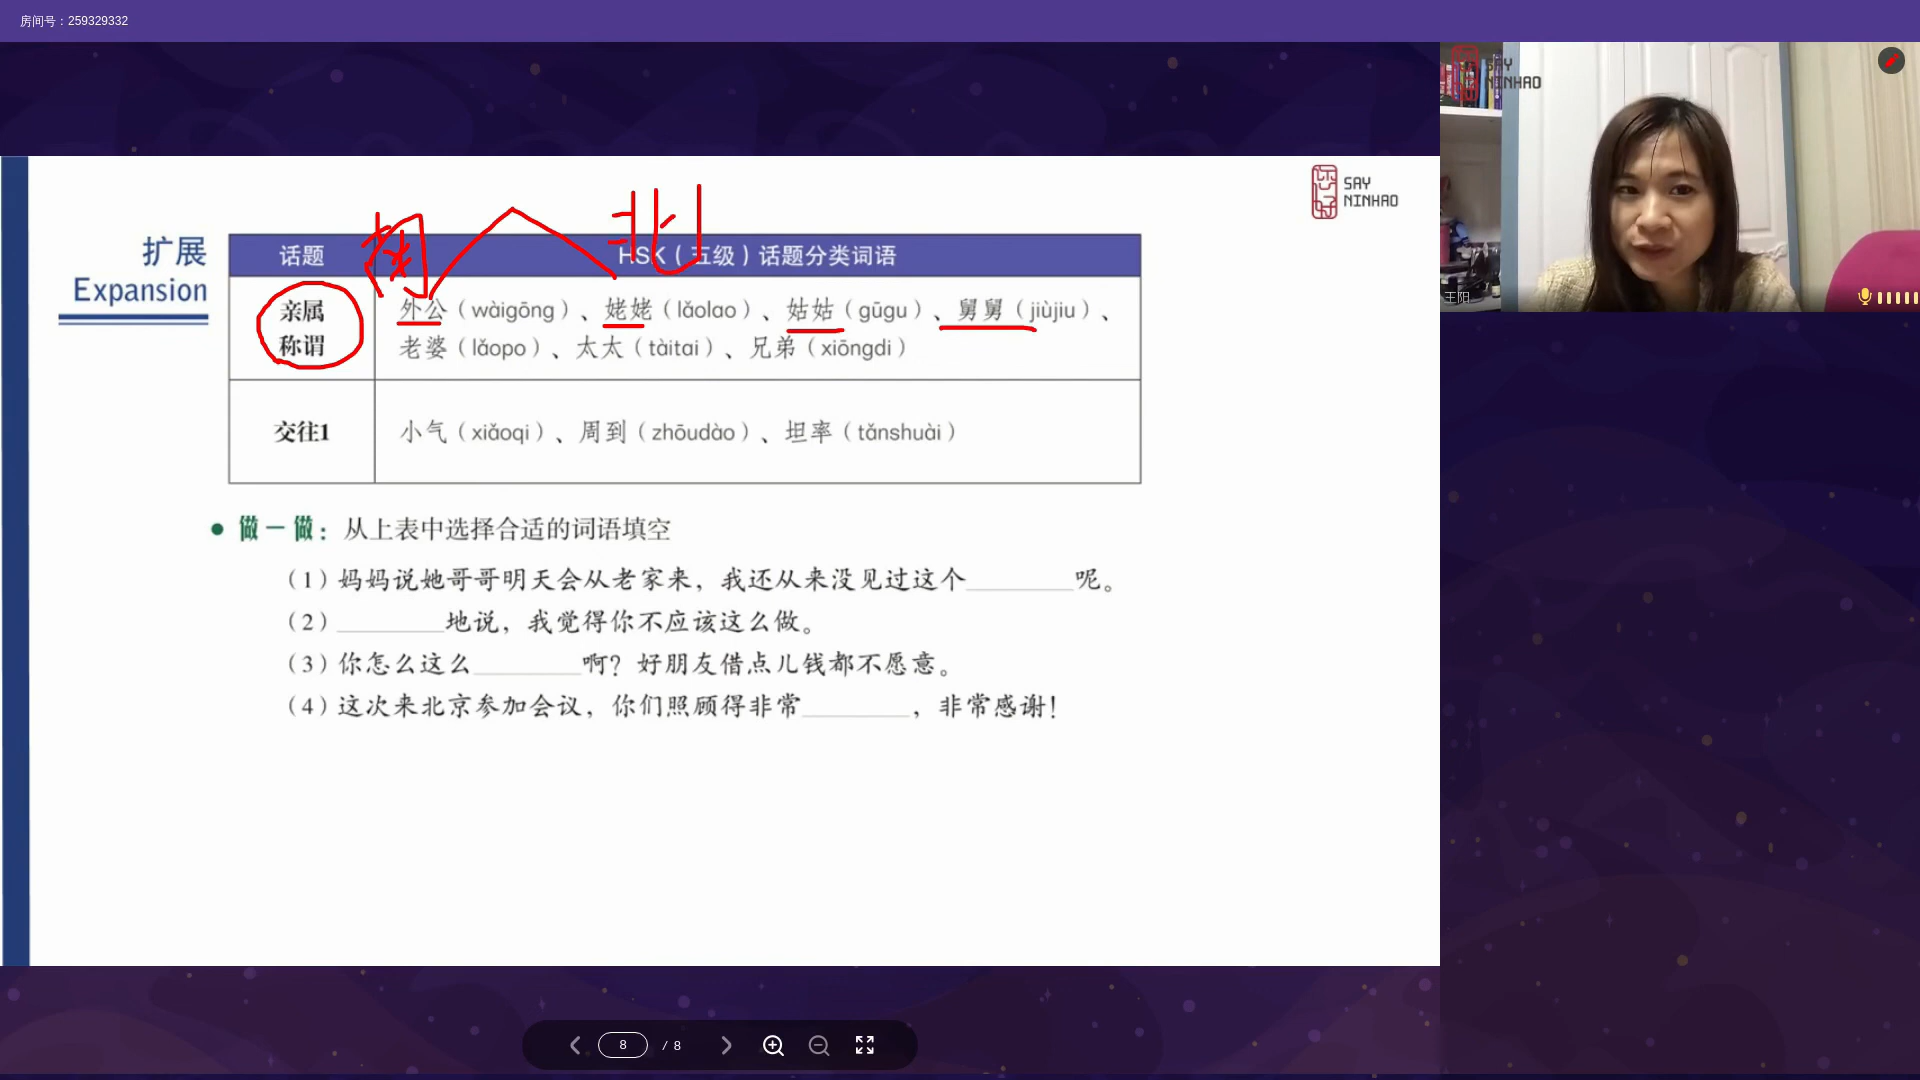 房间号：259329332
SAY
NINHAO
王阳
SAY
NINHAO
扩展
Expansion
北
话题 HSK（五级）话题分类词语
亲属
称谓
外公（wàigōng）、姥姥（lǎolao）、姑姑（gūgu）、舅舅（jiùjiu）、
老婆（lǎopo）、太太（tàitai）、兄弟（xiōngdi）
交往1 小气（xiǎoqi）、周到（zhōudào）、坦率（tǎnshuài）
● 做一做：从上表中选择合适的词语填空
（1）妈妈说她哥哥明天会从老家来，我还从来没见过这个________呢。
（2）________地说，我觉得你不应该这么做。
（3）你怎么这么________啊？好朋友借点儿钱都不愿意。
（4）这次来北京参加会议，你们照顾得非常________，非常感谢！
8 / 8